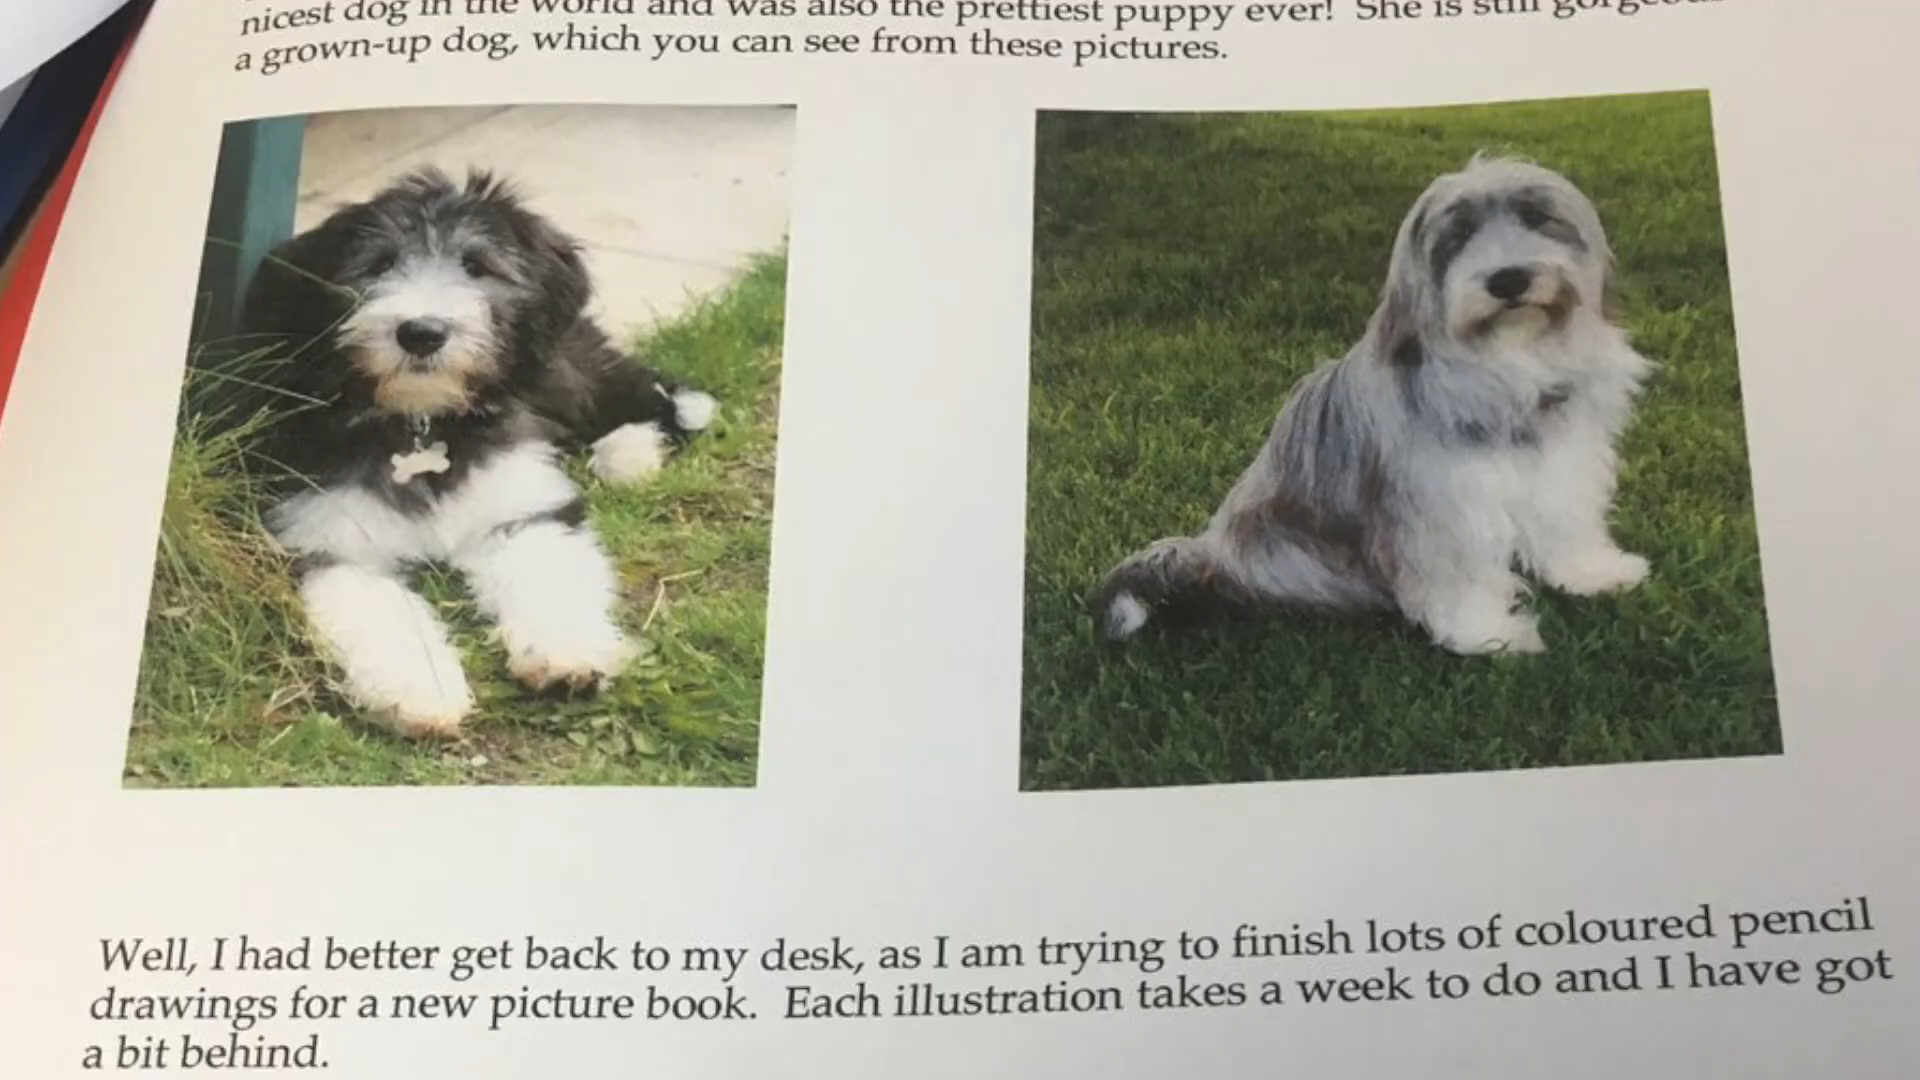 nicest dog in the world and was also the prettiest puppy ever! She is still
a grown-up dog, which you can see from these pictures.
Well, I had better get back to my desk, as I am trying to finish lots of coloured pencil
drawings for a new picture book. Each illustration takes a week to do and I have got
a bit behind.